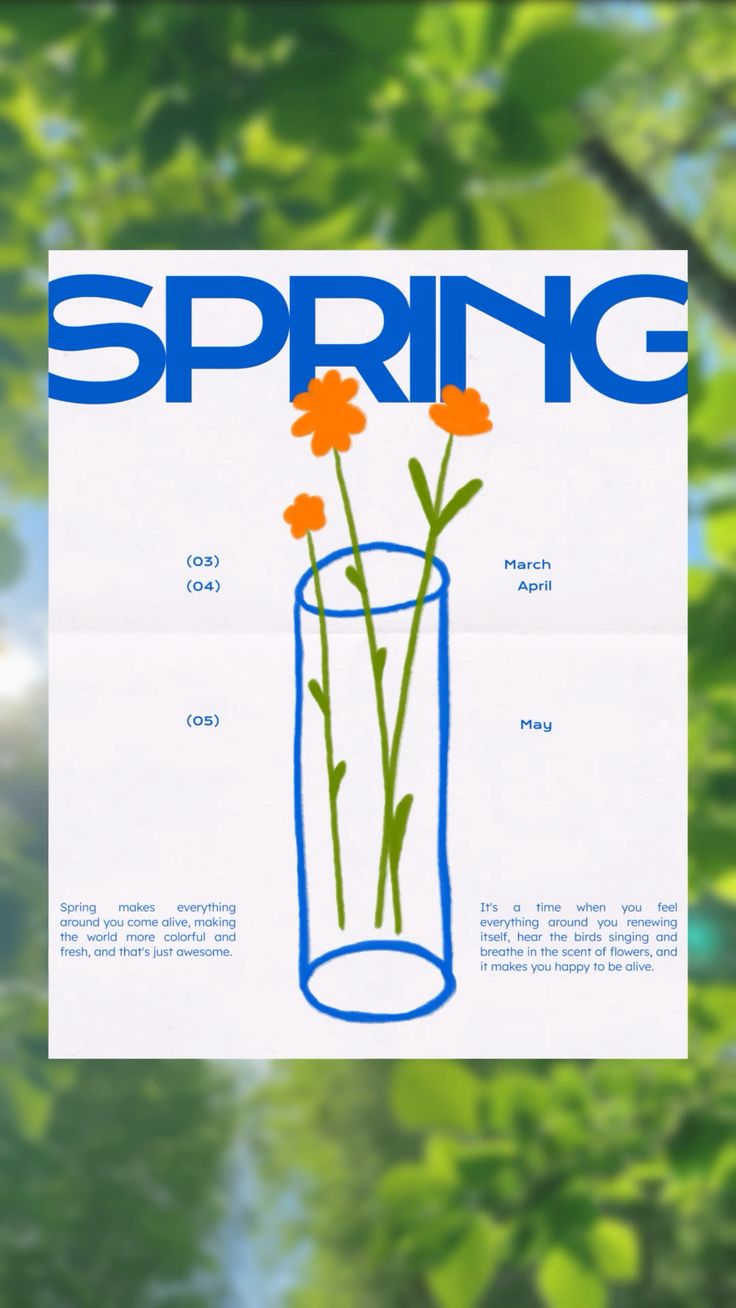 SPRING
(03) March
(04) April
(05) May
Spring makes everything
around you come alive, making
the world more colorful and
fresh, and that's just awesome.
It's a time when you feel
everything around you renewing
itself, hear the birds singing and
breathe in the scent of flowers, and
it makes you happy to be alive.